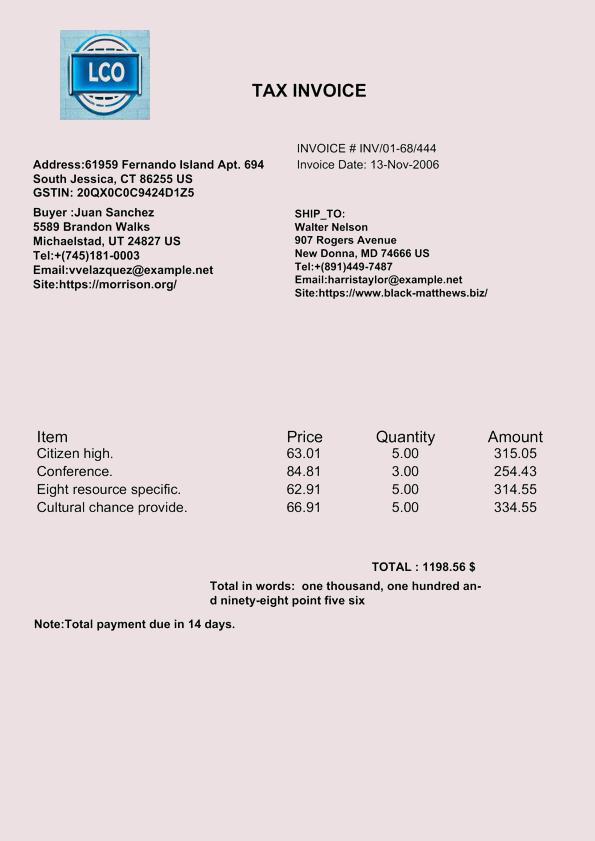 LCO
TAX INVOICE
INVOICE # INV/01-68/444
Invoice Date: 13-Nov-2006
Address:61959 Fernando Island Apt. 694
South Jessica, CT 86255 US
GSTIN: 20QX0C0C9424D1Z5
Buyer :Juan Sanchez
5589 Brandon Walks
Michaelstad, UT 24827 US
Tel:+(745)181-0003
Email:vvelazquez@example.net
Site:https://morrison.org/
SHIP_TO:
Walter Nelson
907 Rogers Avenue
New Donna, MD 74666 US
Tel:+(891)449-7487
Email:harristaylor@example.net
Site:https://www.black-matthews.biz/
Item Price Quantity Amount
Citizen high. 63.01 5.00 315.05
Conference. 84.81 3.00 254.43
Eight resource specific. 62.91 5.00 314.55
Cultural chance provide. 66.91 5.00 334.55
TOTAL : 1198.56 $
Total in words:  one thousand, one hundred an-
d ninety-eight point five six
Note:Total payment due in 14 days.